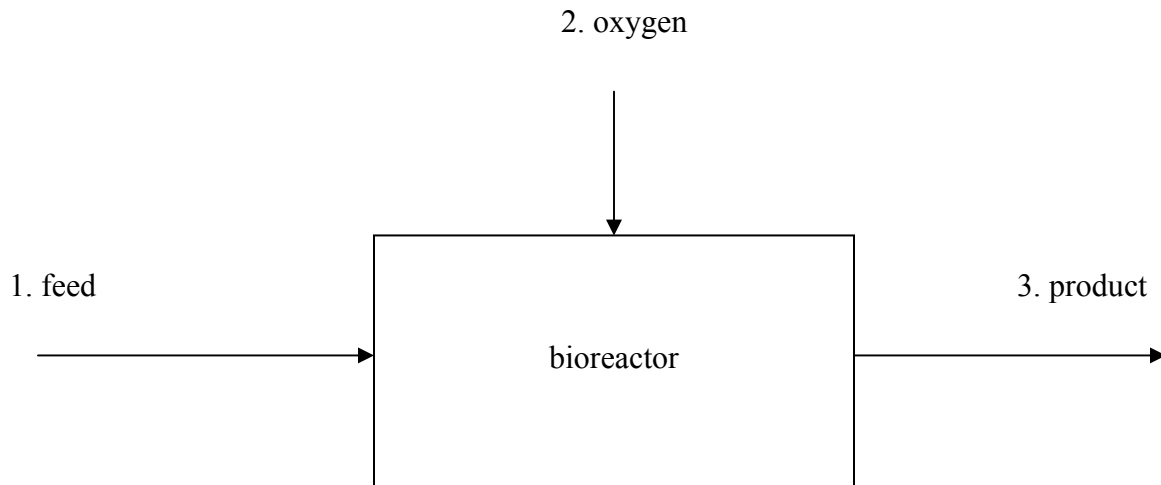 2. oxygen
1. feed
3. product
bioreactor